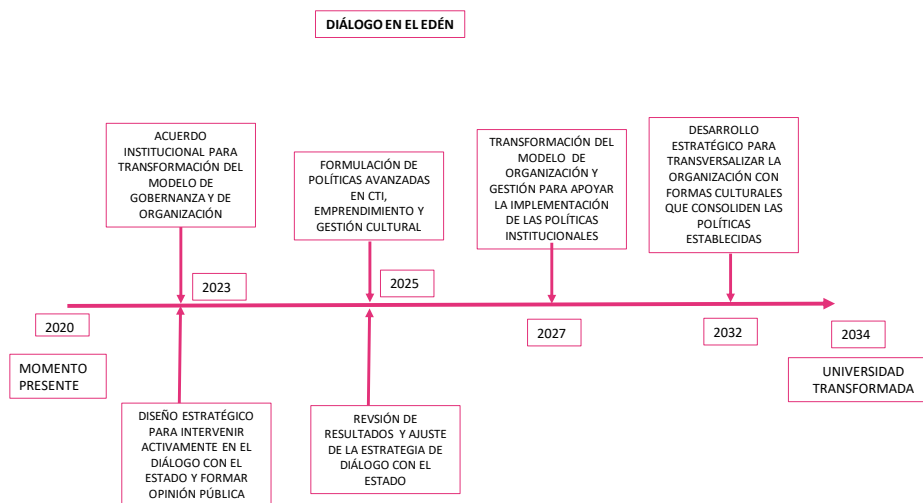 DIÁLOGO EN EL EDÉN
ACUERDO
INSTITUCIONAL PARA
TRANSFORMACIÓN DEL
MODELO DE
GOBERNANZA Y DE
ORGANIZACIÓN
FORMULACIÓN DE
POLÍTICAS AVANZADAS
EN CTI,
EMPRENDIMIENTO Y
GESTIÓN CULTURAL
TRANSFORMACIÓN DEL
MODELO DE
ORGANIZACIÓN Y
GESTIÓN PARA APOYAR
LA IMPLEMENTACIÓN
DE LAS POLÍTICAS
INSTITUCIONALES
DESARROLLO
ESTRATÉGICO PARA
TRANSVERSALIZAR LA
ORGANIZACIÓN CON
FORMAS CULTURALES
QUE CONSOLIDEN LAS
POLÍTICAS
ESTABLECIDAS
2023
2025
2020
2027
2032
2034
MOMENTO
PRESENTE
UNIVERSIDAD
TRANSFORMADA
DISEÑO ESTRATÉGICO
PARA INTERVENIR
ACTIVAMENTE EN EL
DIÁLOGO CON EL
ESTADO Y FORMAR
OPINIÓN PÚBLICA
REVSIÓN DE
RESULTADOS Y AJUSTE
DE LA ESTRATEGIA DE
DIÁLOGO CON EL
ESTADO